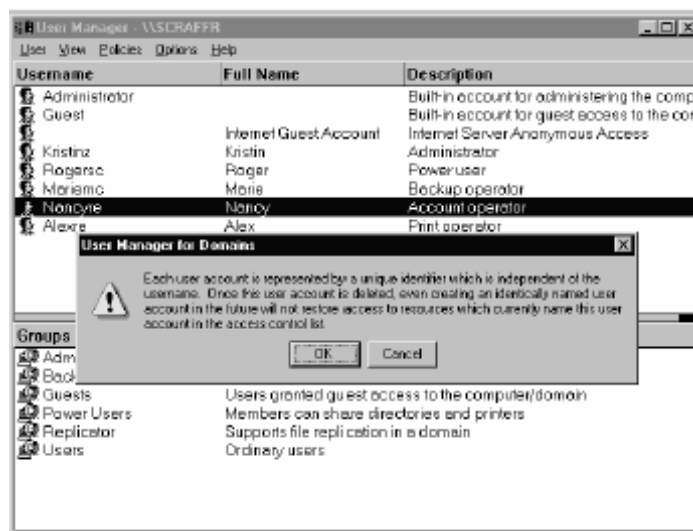 User Manager - \\SCRAFFR
User View Policies Options Help
Username Full Name Description
Administrator Built-in account for administering the comp
Guest Built-in account for guest access to the co
Internet Guest Account Internet Server Anonymous Access
Kristinz Kristin Administrator
Rogersc Roger Power user
Mariemc Marie Backup operator
Nancyre Nancy Account operator
Alexre Alex Print operator
User Manager for Domains
Each user account is represented by a unique identifier which is independent of the
username. Once this user account is deleted, even creating an identically named user
account in the future will not restore access to resources which currently name this user
account in the access control list.
OK Cancel
Groups
Adm
Back
Guests Users granted guest access to the computer/domain
Power Users Members can share directories and printers
Replicator Supports file replication in a domain
Users Ordinary users